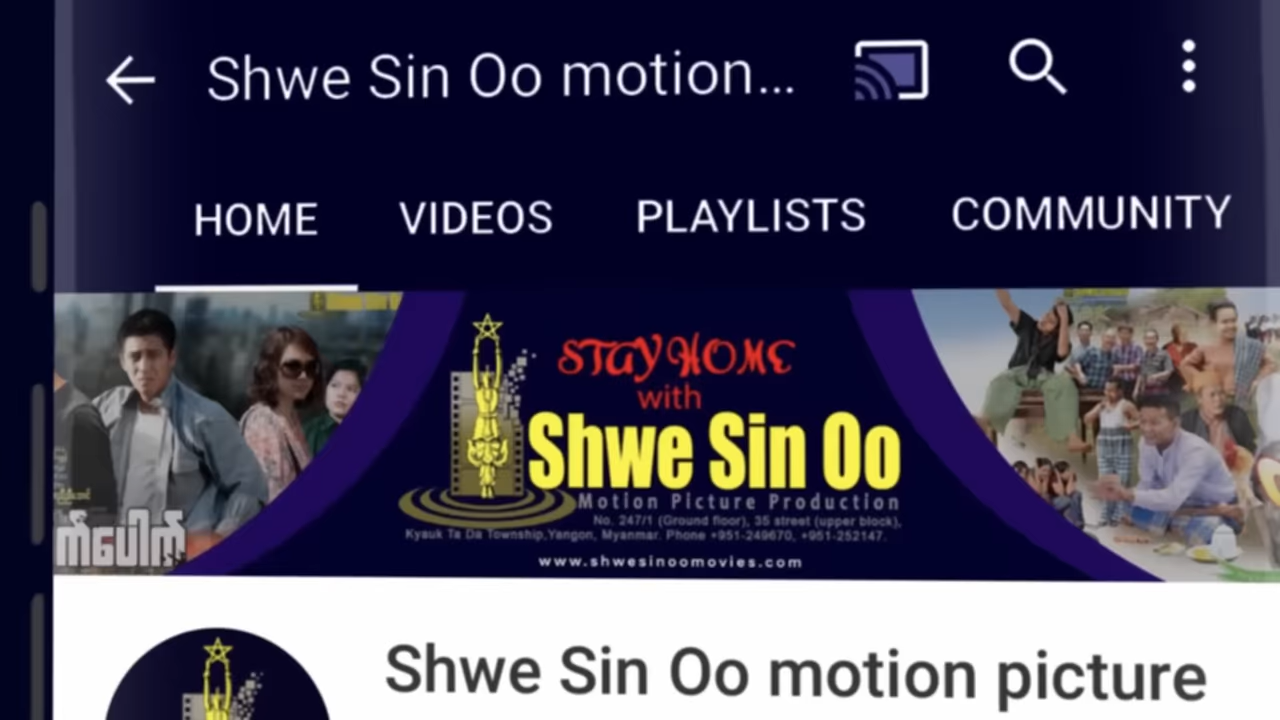 Shwe Sin Oo motion...
HOME VIDEOS PLAYLISTS COMMUNITY
STAY HOME
with
Shwe Sin Oo
Motion Picture Production
No. 247/1 (Ground floor), 35 street (upper block),
Kyauk Ta Da Township,Yangon, Myanmar. Phone +951-249670, +951-252147.
www.shwesinoomovies.com
Shwe Sin Oo motion picture